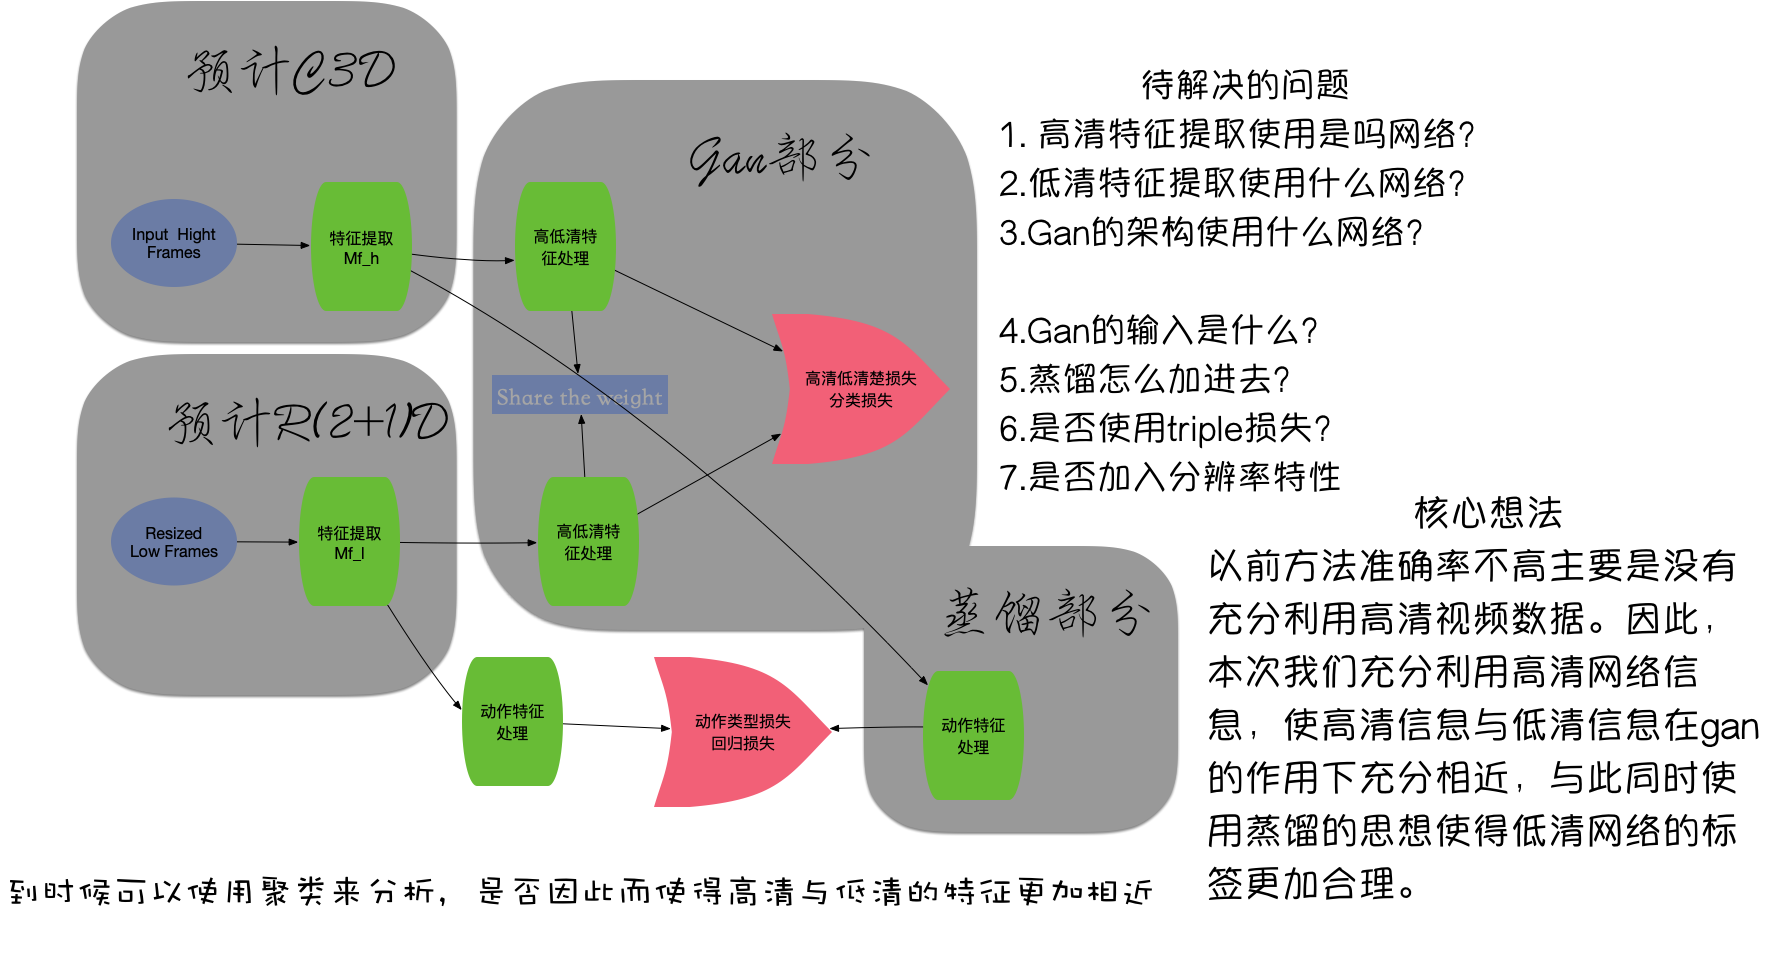 预计C3D
Input Hight
Frames
特征提取
Mf_h
预计R(2+1)D
Resized
Low Frames
特征提取
Mf_l
Gan部分
高低清特
征处理
Share the weight
高低清特
征处理
高清低清楚损失
分类损失
蒸馏部分
动作特征
处理
动作类型损失
回归损失
动作特征
处理
待解决的问题
1. 高清特征提取使用是吗网络?
2.低清特征提取使用什么网络?
3.Gan的架构使用什么网络?
4.Gan的输入是什么?
5.蒸馏怎么加进去?
6.是否使用triple损失?
7.是否加入分辨率特性
核心想法
以前方法准确率不高主要是没有
充分利用高清视频数据。因此,
本次我们充分利用高清网络信
息，使高清信息与低清信息在gan
的作用下充分相近，与此同时使
用蒸馏的思想使得低清网络的标
签更加合理。
到时候可以使用聚类来分析，是否因此而使得高清与低清的特征更加相近